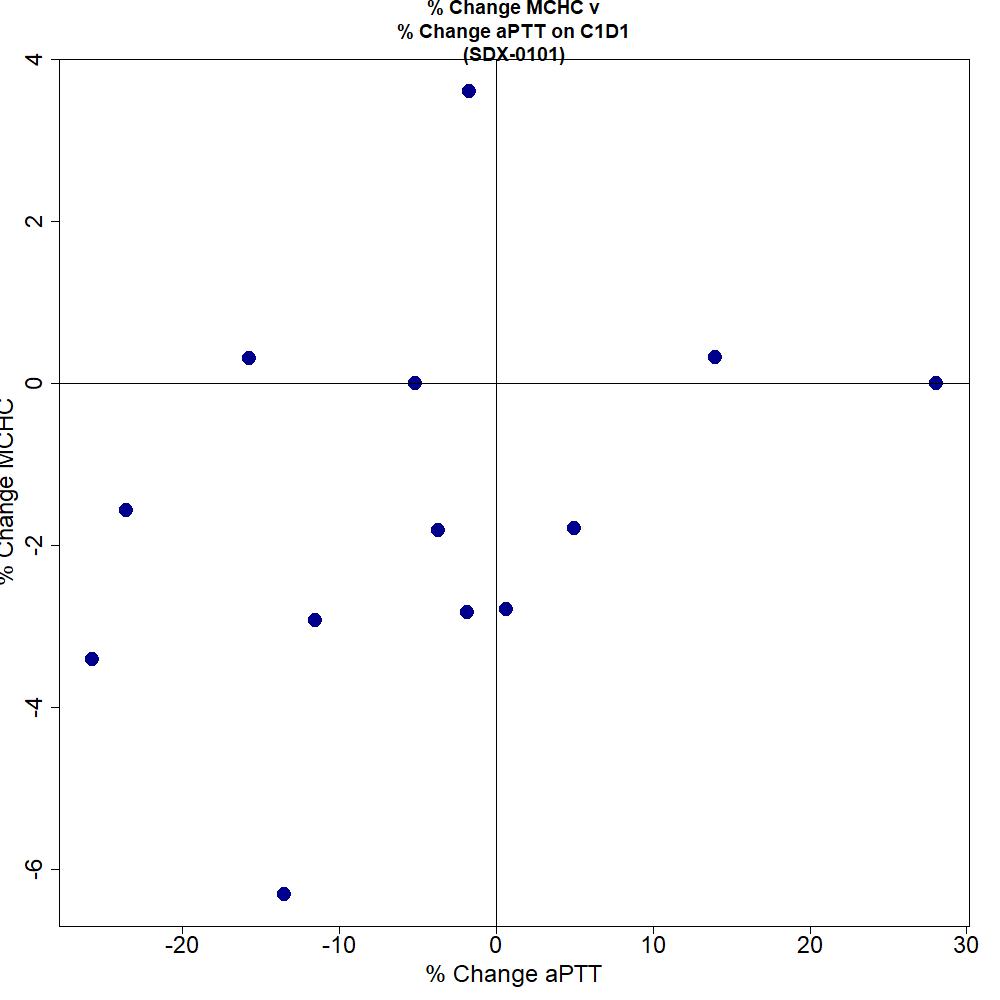 % Change MCHC v
% Change aPTT on C1D1
(SDX-0101)
4
2
0
-2
-4
-6
% Change MCHC
-20 -10 0 10 20 30
% Change aPTT